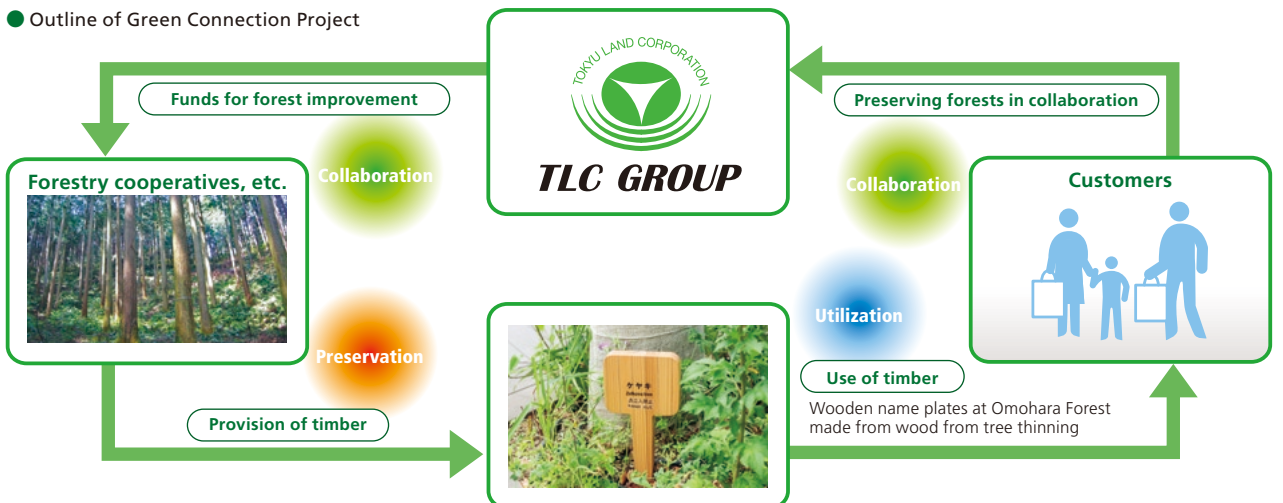 Outline of Green Connection Project
TOKYU LAND CORPORATION
TLC GROUP
Funds for forest improvement
Preserving forests in collaboration
Collaboration
Collaboration
Forestry cooperatives, etc.
Customers
Preservation
Utilization
Provision of timber
ケヤキ
Use of timber
Wooden name plates at Omohara Forest
made from wood from tree thinning